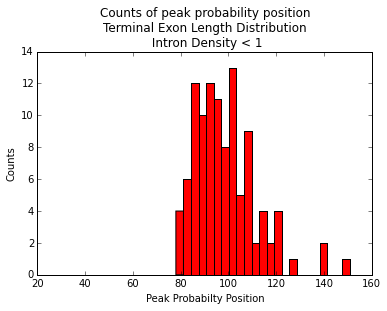 Counts of peak probability position
Terminal Exon Length Distribution
Intron Density < 1
14
12
10
8
6
4
2
0
Counts
20 40 60 80 100 120 140 160
Peak Probabilty Position